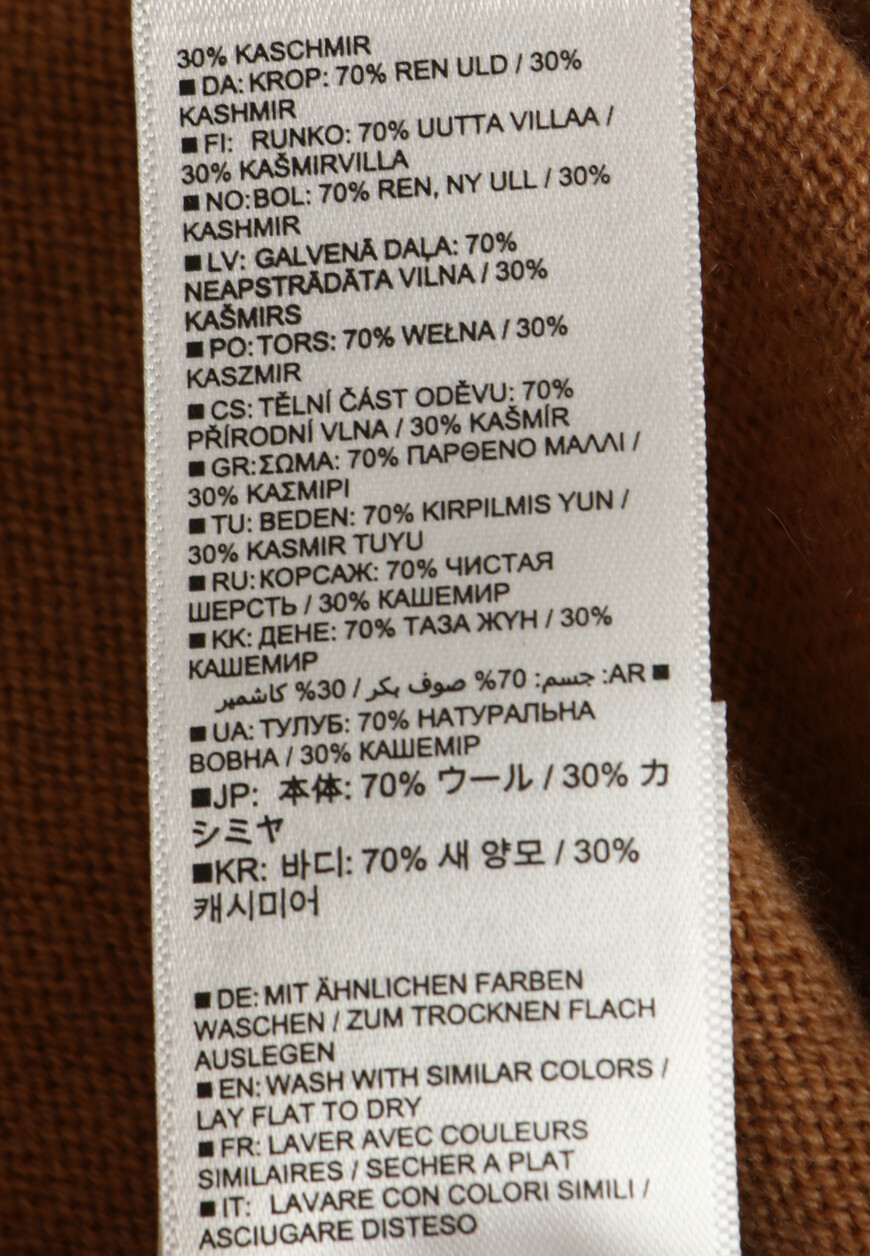 30% KASCHMIR
■ DA: KROP: 70% REN ULD / 30%
KASHMIR
■ FI: RUNKO: 70% UUTTA VILLAA /
30% KAŠMIRVILLA
■ NO:BOL: 70% REN, NY ULL / 30%
KASHMIR
■ LV: GALVENĀ DAĻA: 70%
NEAPSTRĀDĀTA VILNA / 30%
KAŠMIRS
■ PO:TORS: 70% WEŁNA / 30%
KASZMIR
■ CS: TĚLNÍ ČÁST ODĚVU: 70%
PŘÍRODNÍ VLNA / 30% KAŠMÍR
■ GR:ΣΩΜΑ: 70% ΠΑΡΘΕΝΟ ΜΑΛΛΙ /
30% ΚΑΣΜΙΡΙ
■ TU: BEDEN: 70% KIRPILMIS YUN /
30% KASMIR TUYU
■ RU: КОРСАЖ: 70% ЧИСТАЯ
ШЕРСТЬ / 30% КАШЕМИР
■ KK: ДЕНЕ: 70% ТАЗА ЖҮН / 30%
КАШЕМИР
■ AR: جسم: 70% صوف بكر / 30% كاشمير
■ UA: ТУЛУБ: 70% НАТУРАЛЬНА
ВОВНА / 30% КАШЕМІР
■JP: 本体: 70% ウール / 30% カ
シミヤ
■KR: 바디: 70% 새 양모 / 30%
캐시미어
■ DE: MIT ÄHNLICHEN FARBEN
WASCHEN / ZUM TROCKNEN FLACH
AUSLEGEN
■ EN: WASH WITH SIMILAR COLORS /
LAY FLAT TO DRY
■ FR: LAVER AVEC COULEURS
SIMILAIRES / SECHER A PLAT
■ IT: LAVARE CON COLORI SIMILI /
ASCIUGARE DISTESO